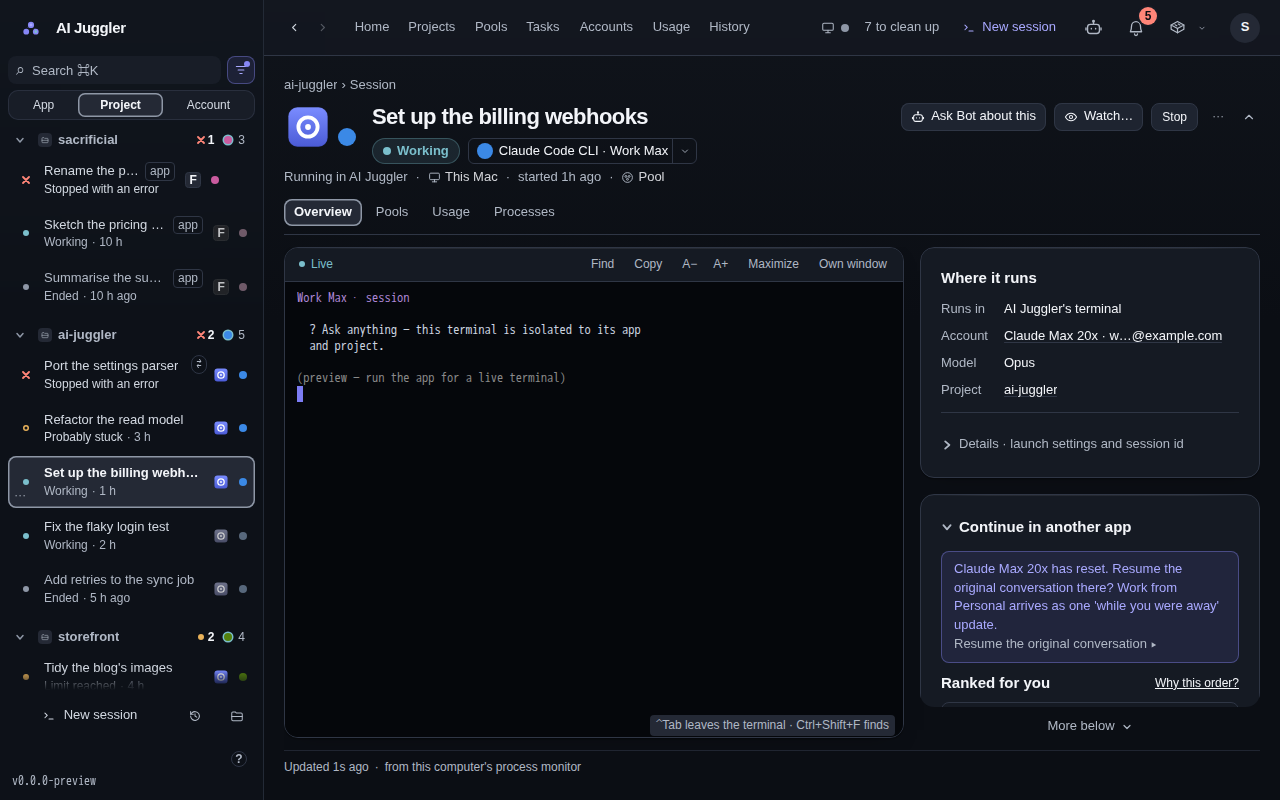 AI Juggler
Search ⌘K
App Project Account
sacrificial 1 3
Rename the p… app F
Stopped with an error
Sketch the pricing … app F
Working · 10 h
Summarise the su… app F
Ended · 10 h ago
ai-juggler 2 5
Port the settings parser
Stopped with an error
Refactor the read model
Probably stuck · 3 h
Set up the billing webh…
Working · 1 h
Fix the flaky login test
Working · 2 h
Add retries to the sync job
Ended · 5 h ago
storefront 2 4
Tidy the blog's images
Limit reached · 4 h
New session
?
v0.0.0-preview
Home Projects Pools Tasks Accounts Usage History
7 to clean up
New session
5
S
ai-juggler › Session
Set up the billing webhooks
Working
Claude Code CLI · Work Max
Ask Bot about this
Watch…
Stop
Running in AI Juggler · This Mac · started 1h ago · Pool
Overview Pools Usage Processes
Live
Find Copy A− A+ Maximize Own window
Work Max · session
? Ask anything — this terminal is isolated to its app
and project.
(preview — run the app for a live terminal)
^Tab leaves the terminal · Ctrl+Shift+F finds
Where it runs
Runs in AI Juggler's terminal
Account Claude Max 20x · w…@example.com
Model Opus
Project ai-juggler
Details · launch settings and session id
Continue in another app
Claude Max 20x has reset. Resume the
original conversation there? Work from
Personal arrives as one 'while you were away'
update.
Resume the original conversation ▸
Ranked for you
Why this order?
More below
Updated 1s ago · from this computer's process monitor